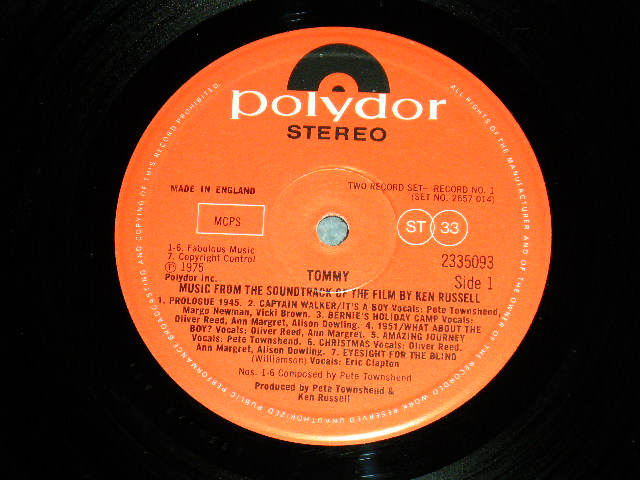 polydor
STEREO
ALL RIGHTS OF THE MANUFACTURER AND OF THE OWNER OF THE RECORDED WORK RESERVED UNAUTHORIZED PUBLIC PERFORMANCE BROADCASTING AND COPYING OF THIS RECORD PROHIBITED.
MADE IN ENGLAND
TWO RECORD SET— RECORD NO. 1
(SET NO. 2657 014)
MCPS
ST 33
1-6. Fabulous Music
7. Copyright Control
℗ 1975
Polydor Inc.
2335093
Side 1
TOMMY
MUSIC FROM THE SOUNDTRACK OF THE FILM BY KEN RUSSELL
1. PROLOGUE 1945. 2. CAPTAIN WALKER/IT'S A BOY Vocals: Pete Townshend,
Margo Newman, Vicki Brown. 3. BERNIE'S HOLIDAY CAMP Vocals:
Oliver Reed, Ann Margret, Alison Dowling. 4. 1951/WHAT ABOUT THE
BOY? Vocals: Oliver Reed, Ann Margret. 5. AMAZING JOURNEY
Vocals: Pete Townshend. 6. CHRISTMAS Vocals: Oliver Reed.
Ann Margret, Alison Dowling. 7. EYESIGHT FOR THE BLIND
(Williamson) Vocals: Eric Clapton
Nos. 1-6 Composed by Pete Townshend
Produced by Pete Townshend &
Ken Russell